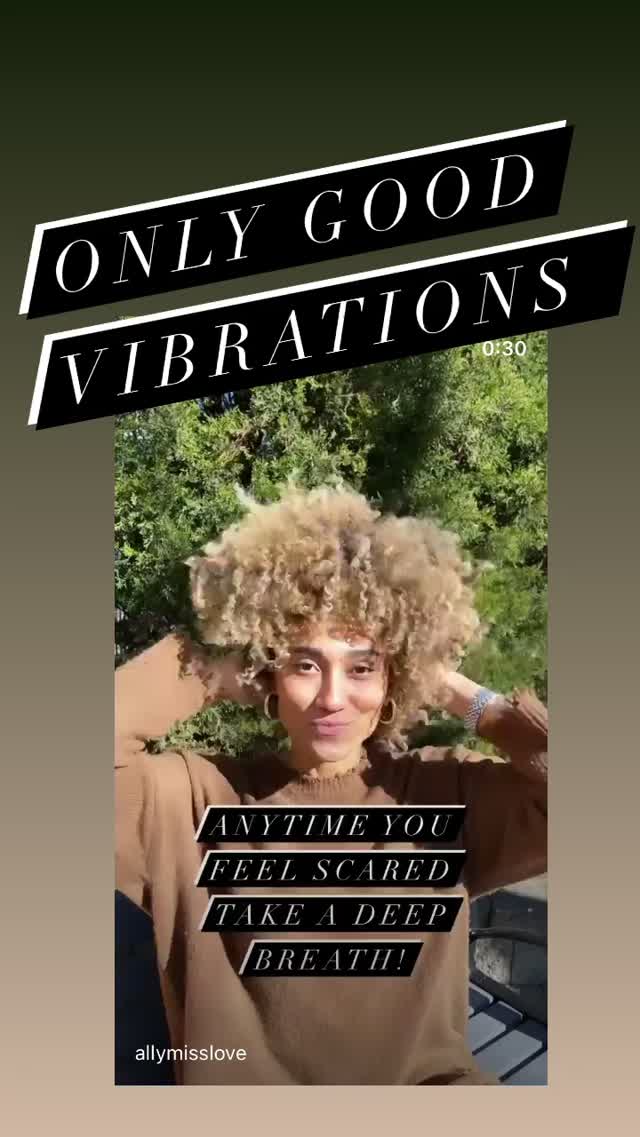 ONLY GOOD
VIBRATIONS
0:30
ANYTIME YOU
FEEL SCARED
TAKE A DEEP
BREATH!
allymisslove